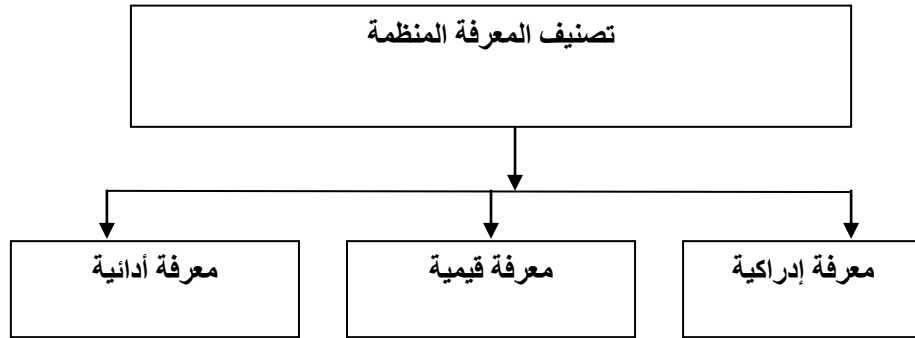 تصنيف المعرفة المنظمة
معرفة إدراكية
معرفة قيمية
معرفة أدائية